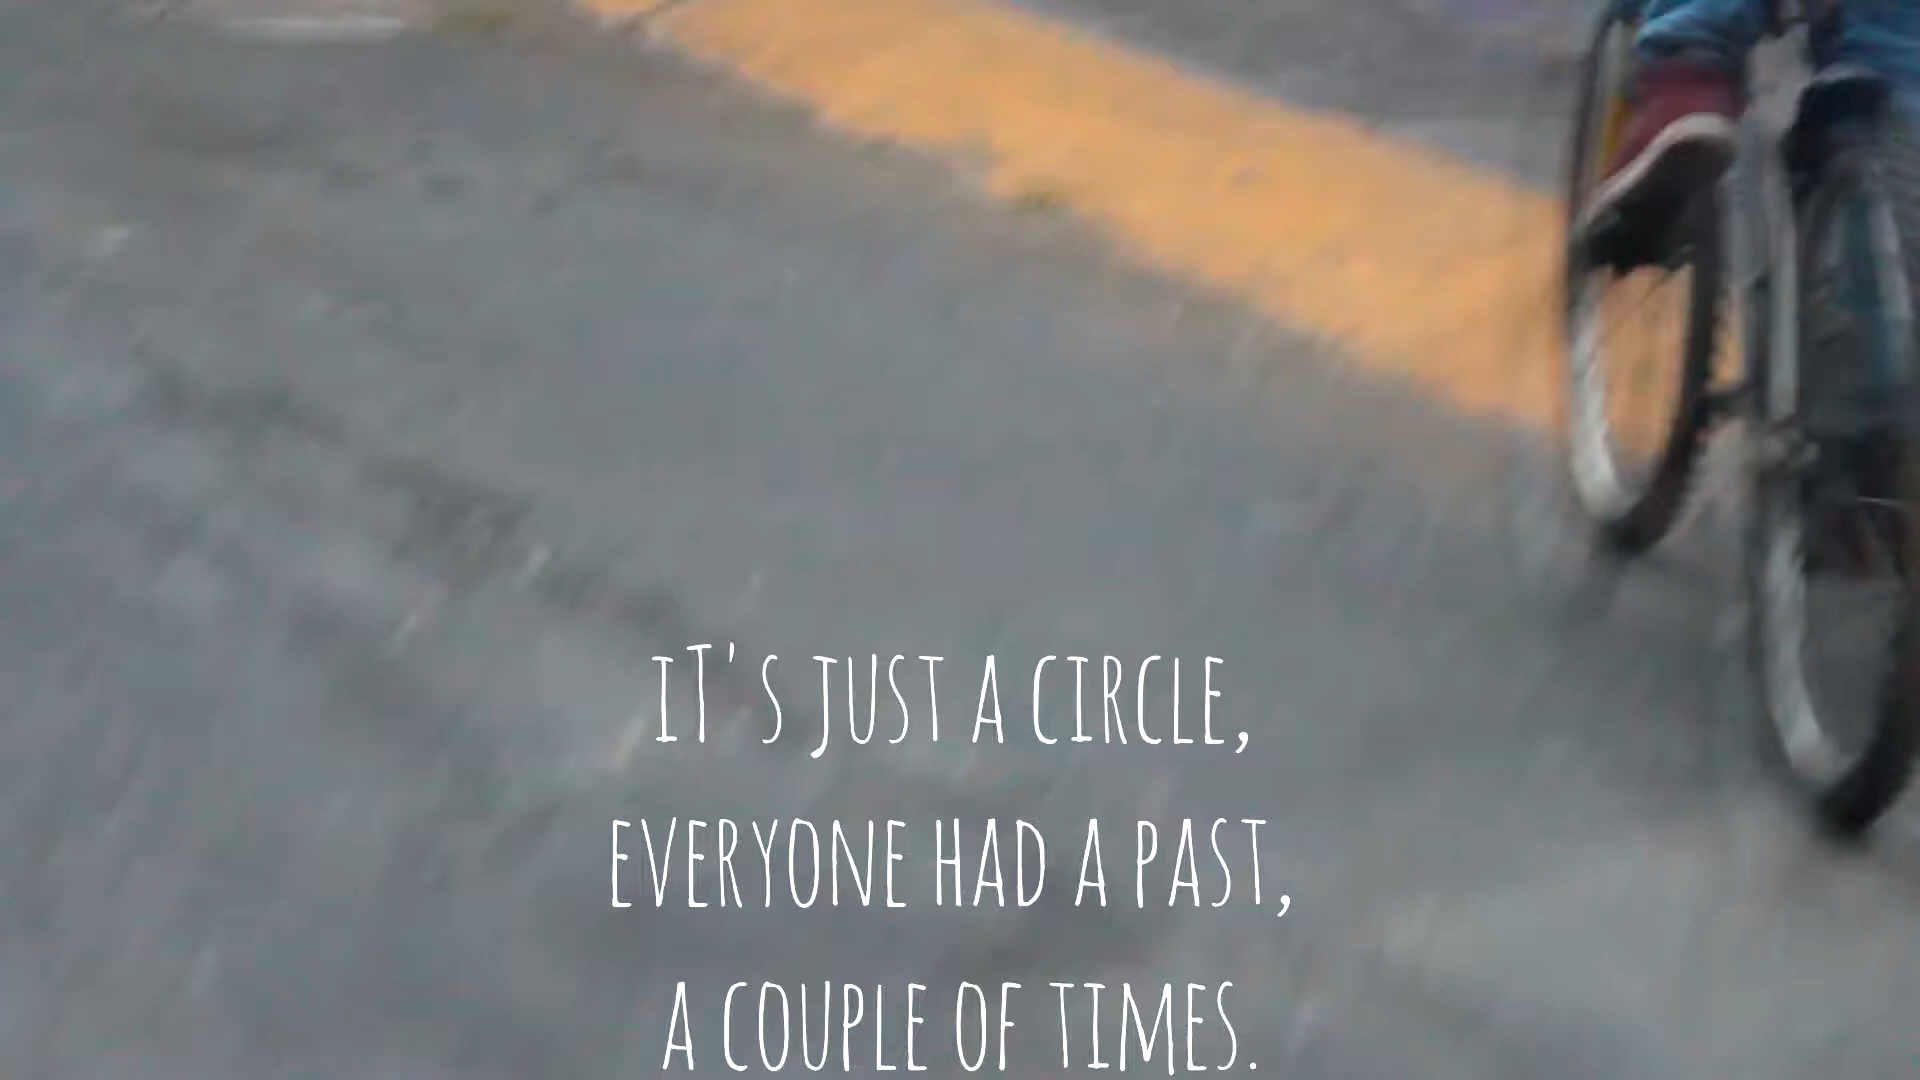 iT's JUST A CIRCLE,
EVERYONE HAD A PAST,
A COUPLE OF TIMES.